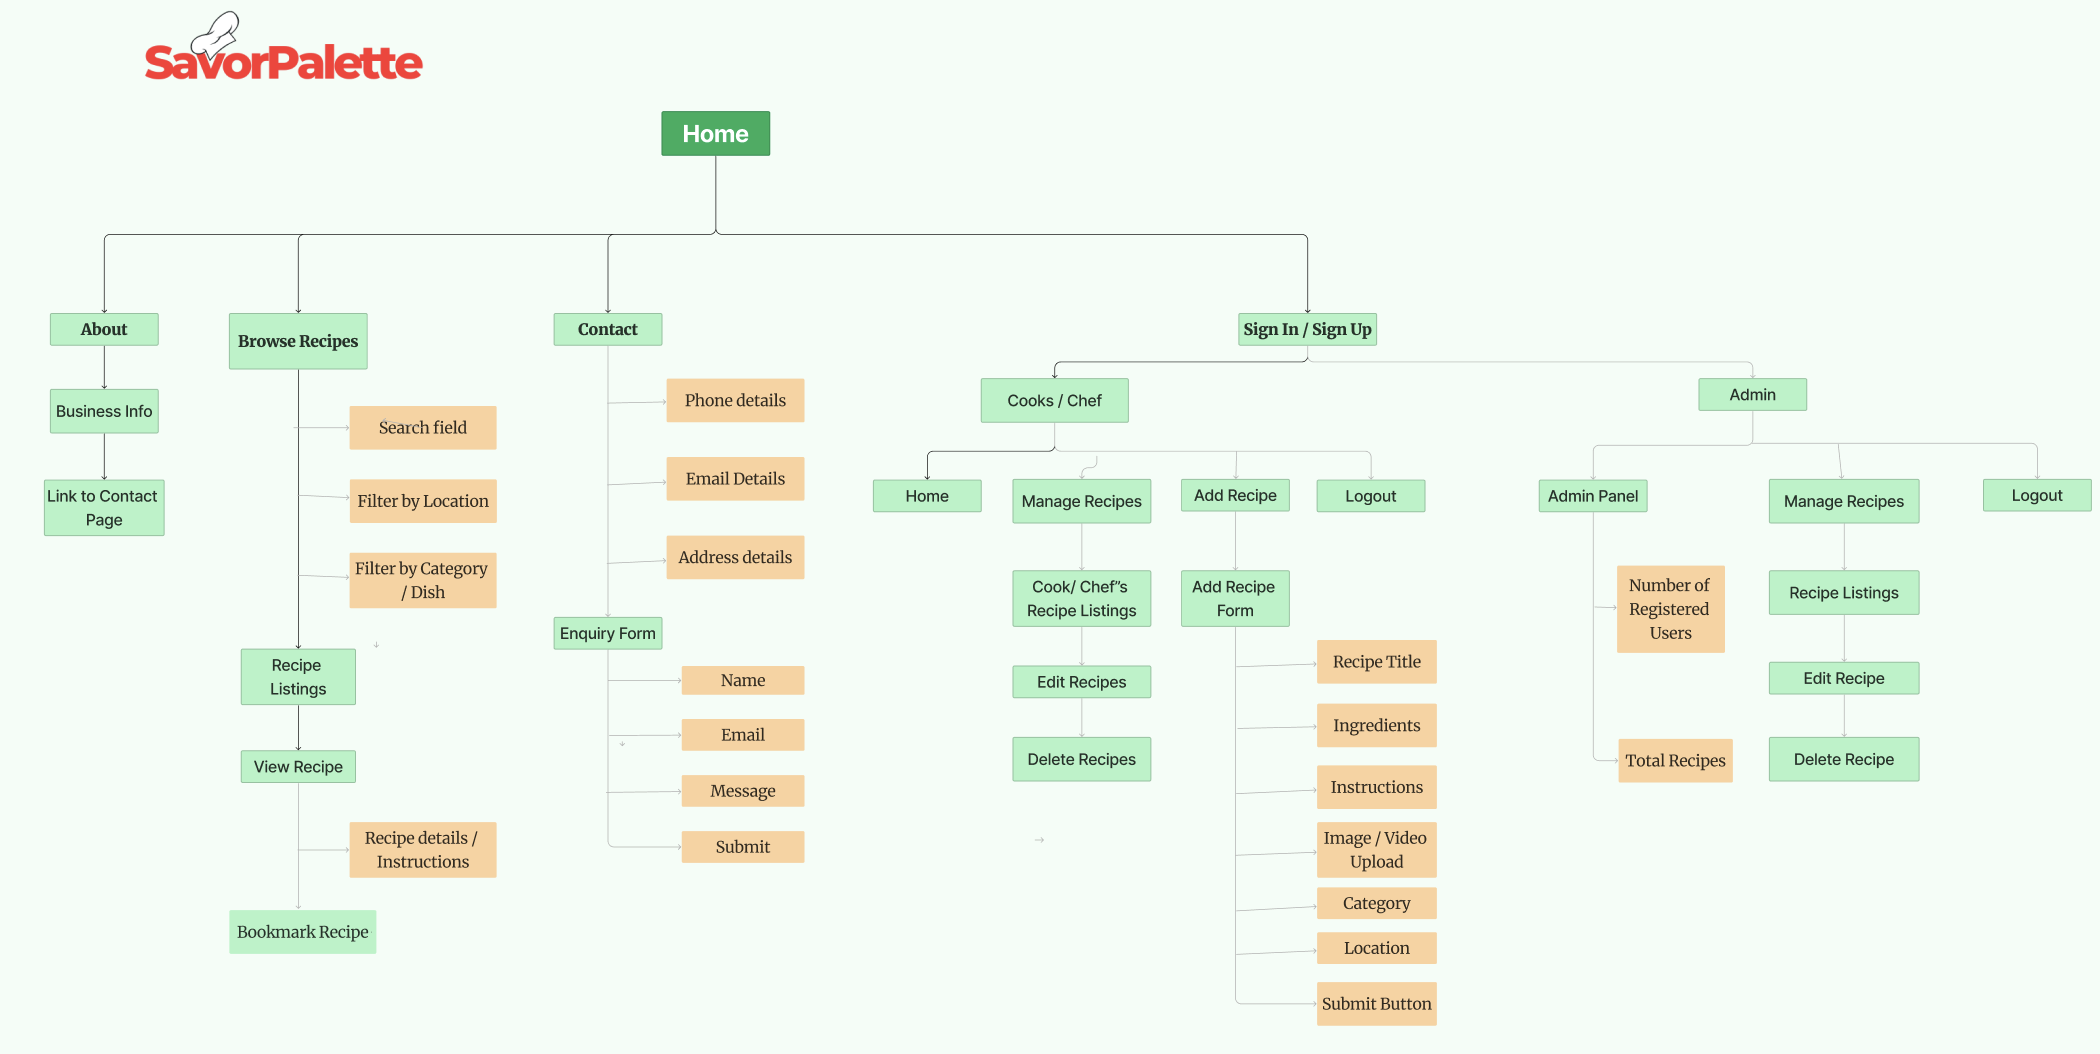 SavorPalette
Home
About
Business Info
Link to Contact
Page
Browse Recipes
Search field
Filter by Location
Filter by Category
/ Dish
Recipe
Listings
View Recipe
Recipe details /
Instructions
Bookmark Recipe
Contact
Phone details
Email Details
Address details
Enquiry Form
Name
Email
Message
Submit
Sign In / Sign Up
Cooks / Chef
Home
Manage Recipes
Cook/ Chef"s
Recipe Listings
Edit Recipes
Delete Recipes
Add Recipe
Add Recipe
Form
Recipe Title
Ingredients
Instructions
Image / Video
Upload
Category
Location
Submit Button
Logout
Admin
Admin Panel
Number of
Registered
Users
Total Recipes
Manage Recipes
Recipe Listings
Edit Recipe
Delete Recipe
Logout